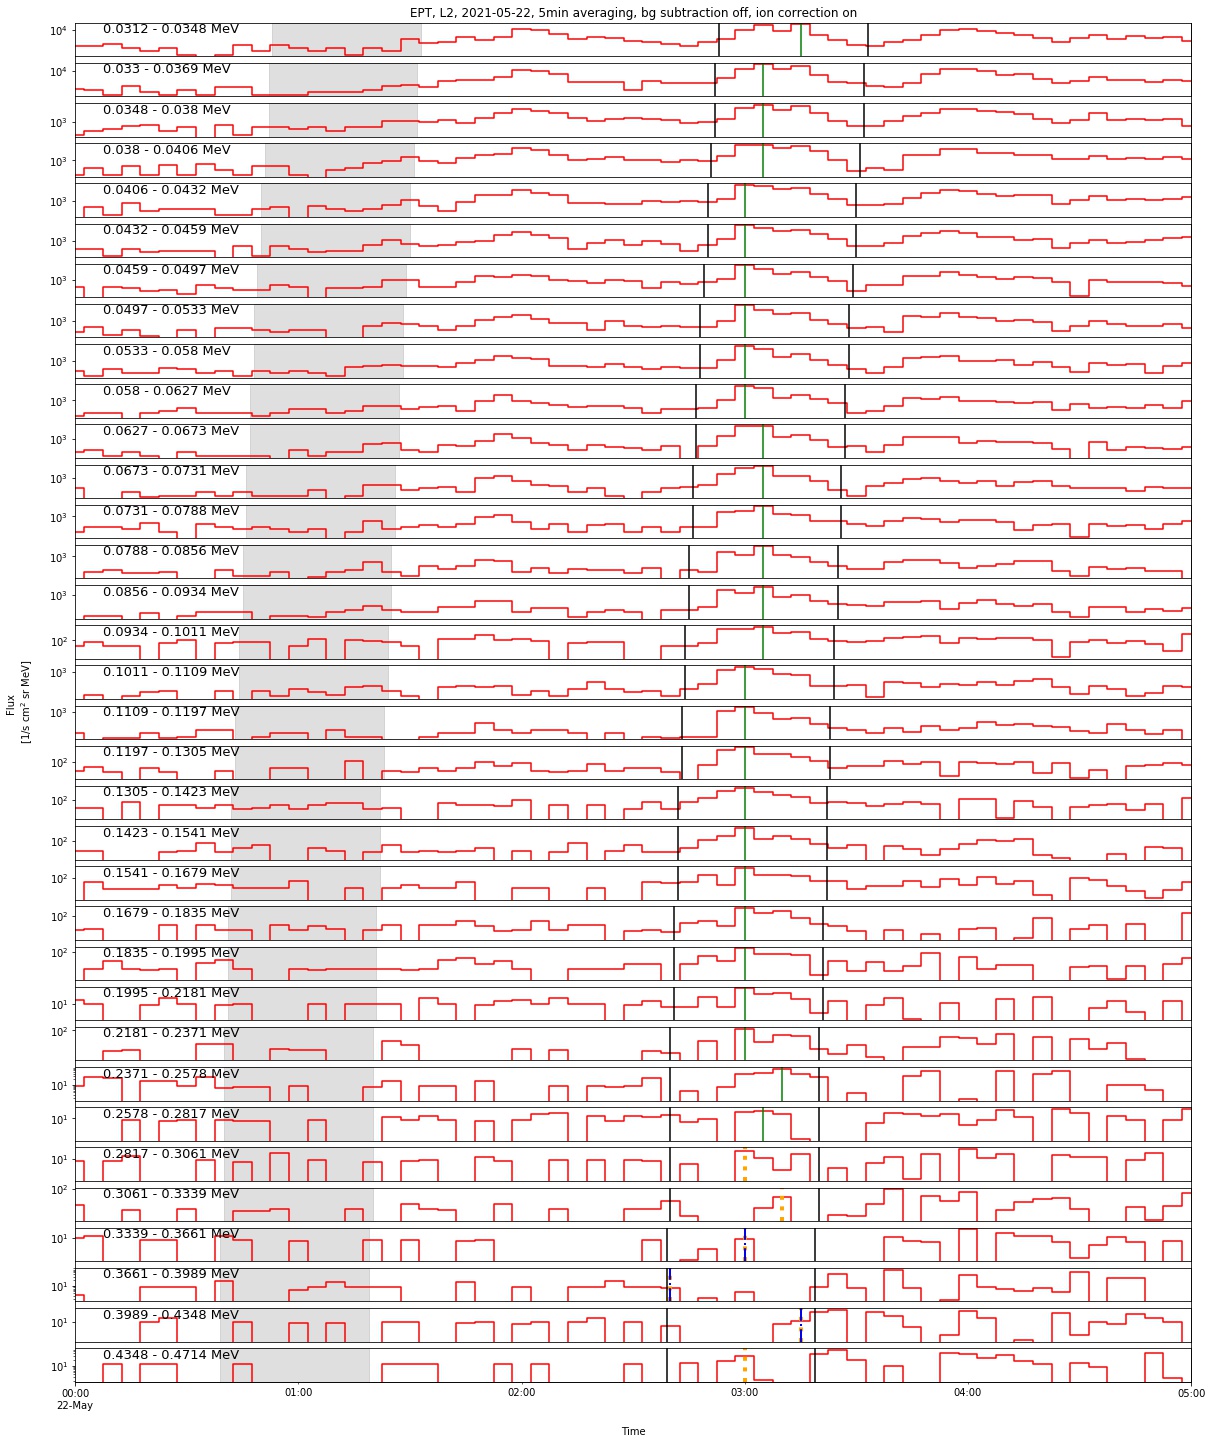 EPT, L2, 2021-05-22, 5min averaging, bg subtraction off, ion correction on
10⁴
0.0312 - 0.0348 MeV
10⁴
0.033 - 0.0369 MeV
10³
0.0348 - 0.038 MeV
10³
0.038 - 0.0406 MeV
10³
0.0406 - 0.0432 MeV
10³
0.0432 - 0.0459 MeV
10³
0.0459 - 0.0497 MeV
10³
0.0497 - 0.0533 MeV
10³
0.0533 - 0.058 MeV
10³
0.058 - 0.0627 MeV
10³
0.0627 - 0.0673 MeV
10³
0.0673 - 0.0731 MeV
10³
0.0731 - 0.0788 MeV
10³
0.0788 - 0.0856 MeV
10³
0.0856 - 0.0934 MeV
10²
0.0934 - 0.1011 MeV
10³
0.1011 - 0.1109 MeV
Flux
[1/s cm² sr MeV]
10³
0.1109 - 0.1197 MeV
10²
0.1197 - 0.1305 MeV
10²
0.1305 - 0.1423 MeV
10²
0.1423 - 0.1541 MeV
10²
0.1541 - 0.1679 MeV
10²
0.1679 - 0.1835 MeV
10²
0.1835 - 0.1995 MeV
10¹
0.1995 - 0.2181 MeV
10²
0.2181 - 0.2371 MeV
10¹
0.2371 - 0.2578 MeV
10¹
0.2578 - 0.2817 MeV
10¹
0.2817 - 0.3061 MeV
10²
0.3061 - 0.3339 MeV
10¹
0.3339 - 0.3661 MeV
10¹
0.3661 - 0.3989 MeV
10¹
0.3989 - 0.4348 MeV
10¹
0.4348 - 0.4714 MeV
00:00 01:00 02:00 03:00 04:00 05:00
22-May
Time